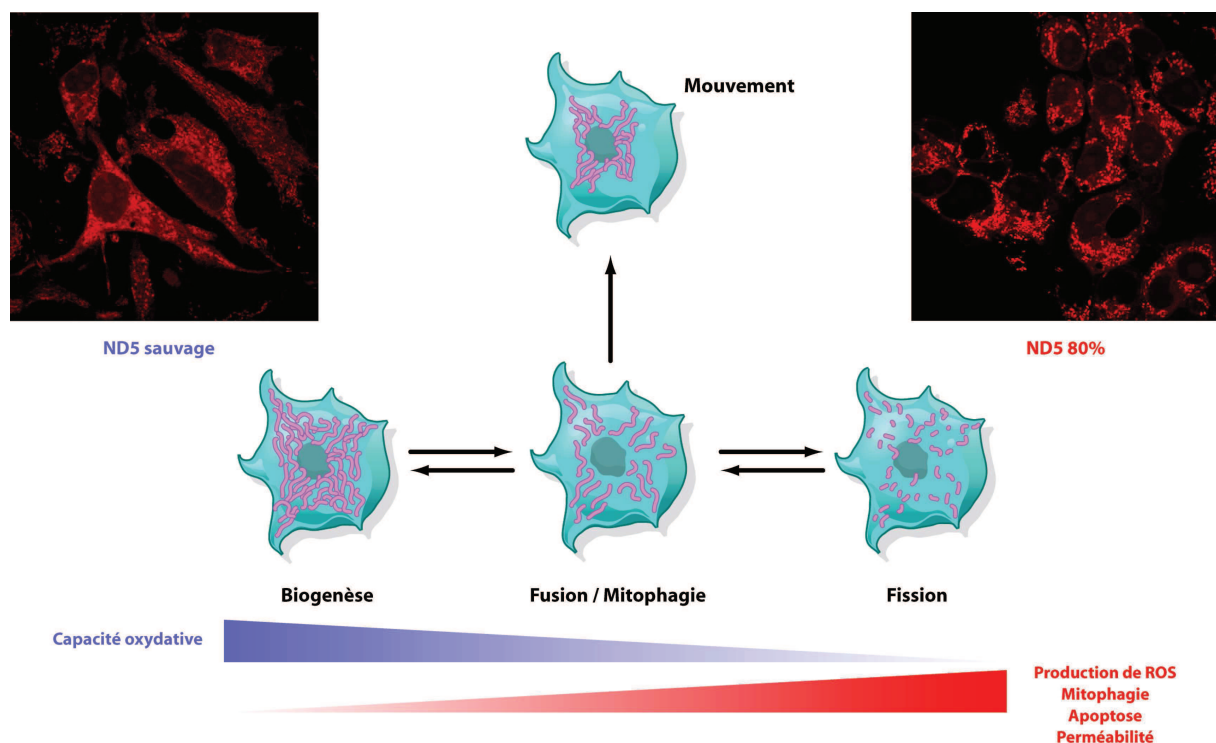 Mouvement
ND5 sauvage
ND5 80%
Biogenèse
Fusion / Mitophagie
Fission
Capacité oxydative
Production de ROS
Mitophagie
Apoptose
Perméabilité